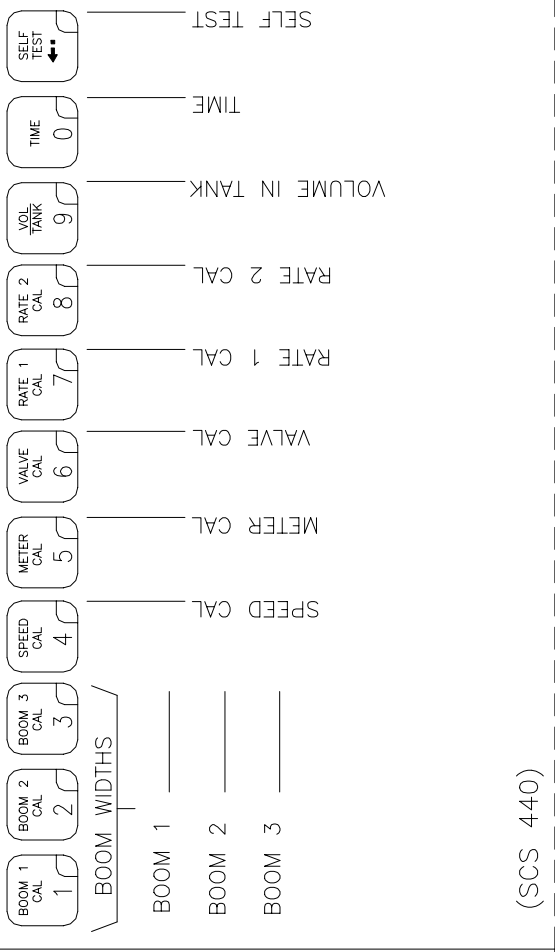 BOOM 1
CAL
1
BOOM 2
CAL
2
BOOM 3
CAL
3
SPEED
CAL
4
METER
CAL
5
VALVE
CAL
6
RATE 1
CAL
7
RATE 2
CAL
8
VOL
TANK
9
TIME
0
SELF
TEST
BOOM WIDTHS
BOOM 1
BOOM 2
BOOM 3
SPEED CAL
METER CAL
VALVE CAL
RATE 1 CAL
RATE 2 CAL
VOLUME IN TANK
TIME
SELF TEST
(SCS 440)